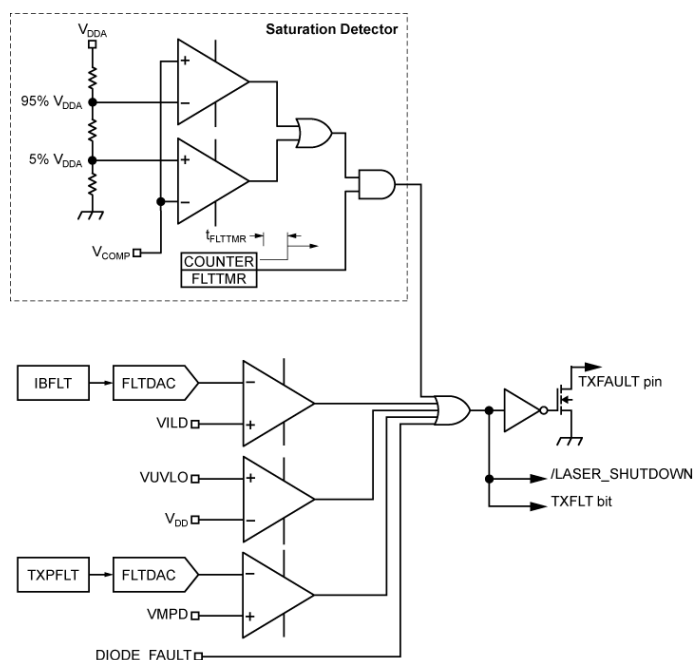 Saturation Detector
VDDA
+
95% VDDA
−
5% VDDA
+
−
VCOMP
tFLTTMR
COUNTER
FLTTMR
IBFLT
FLTDAC
−
VILD
+
TXFAULT pin
/LASER_SHUTDOWN
TXFLT bit
VUVLO
+
VDD
−
TXPFLT
FLTDAC
−
VMPD
+
DIODE_FAULT